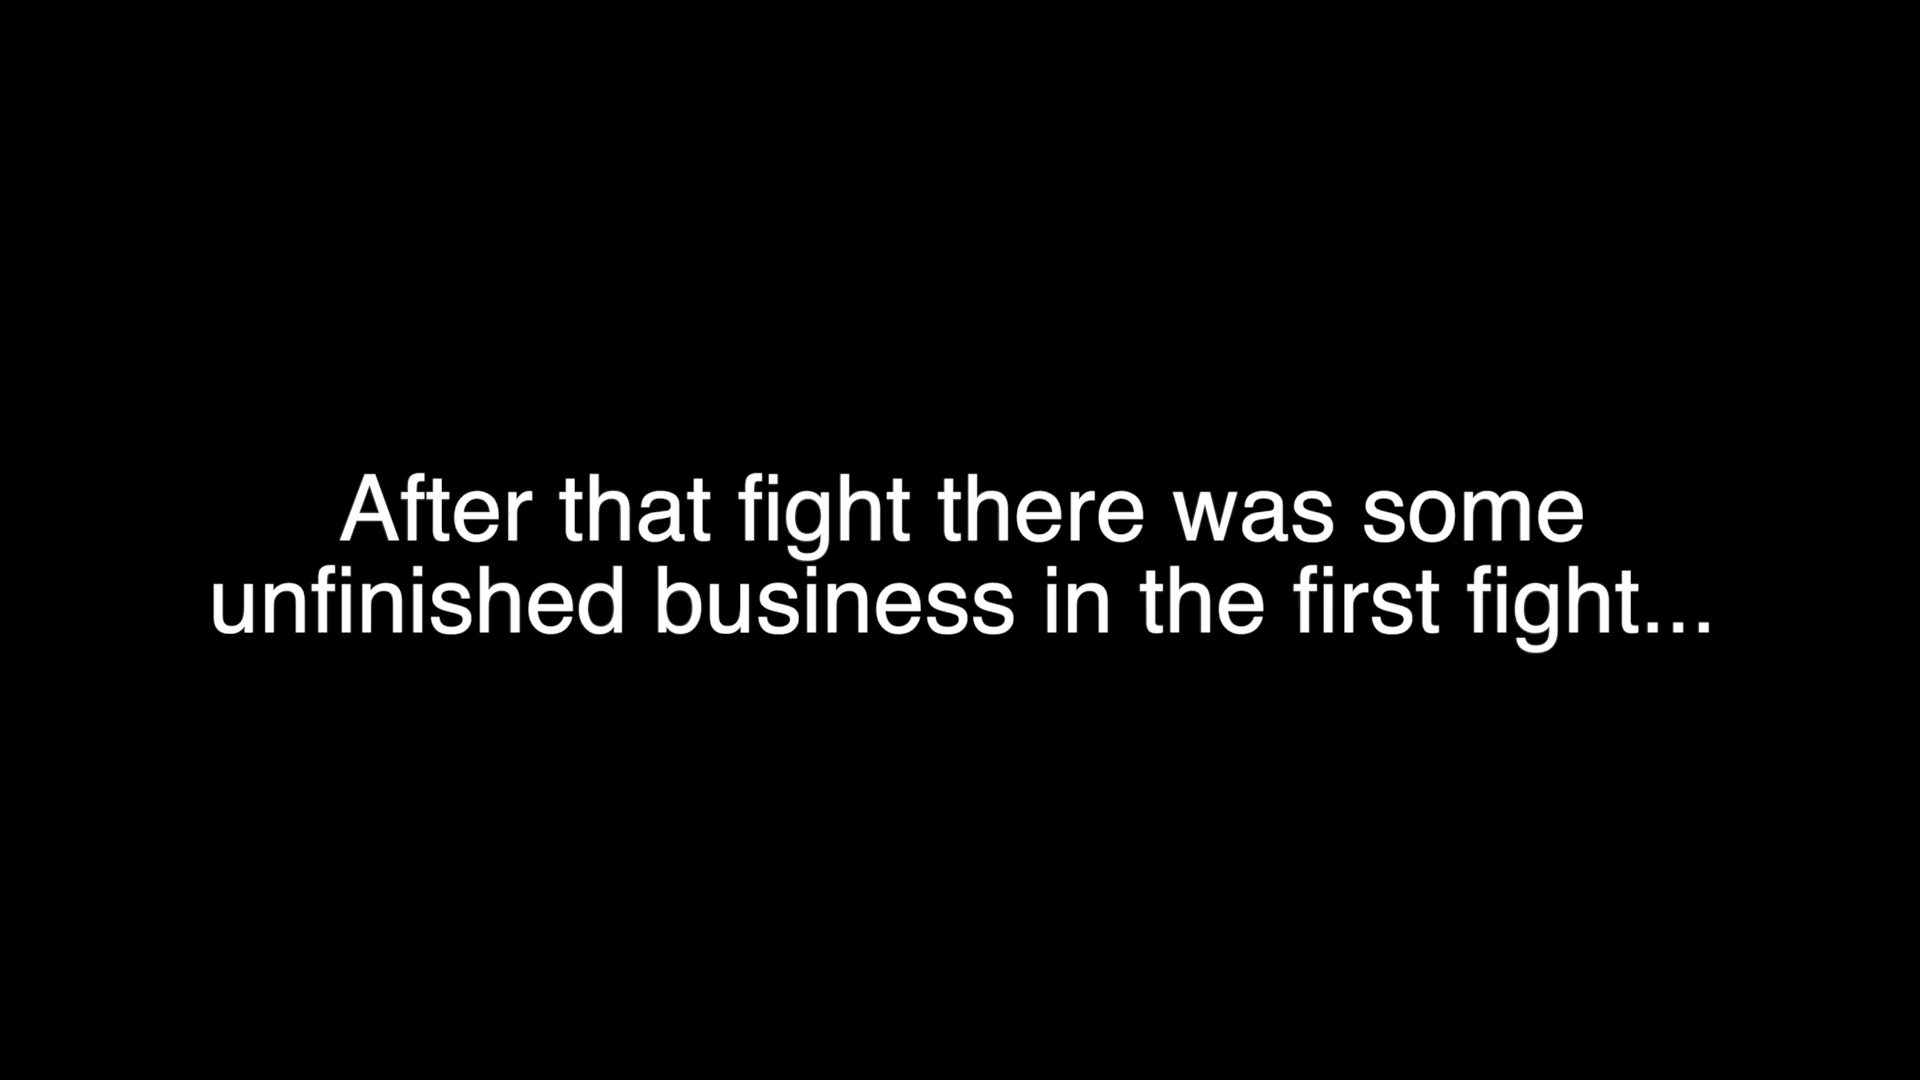 After that fight there was some
unfinished business in the first fight...